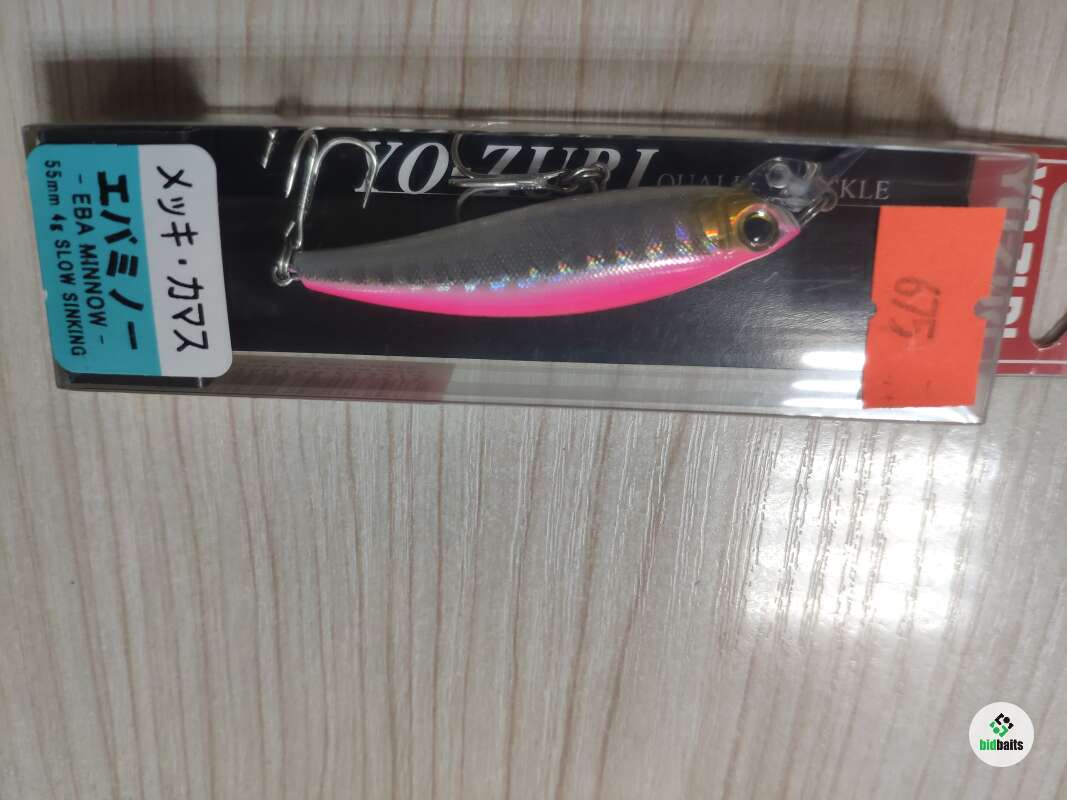 メッキ・カマス
エバミノー
- EBA MINNOW -
55mm 4g SLOW SINKING
YO-ZURI
675
bidbaits